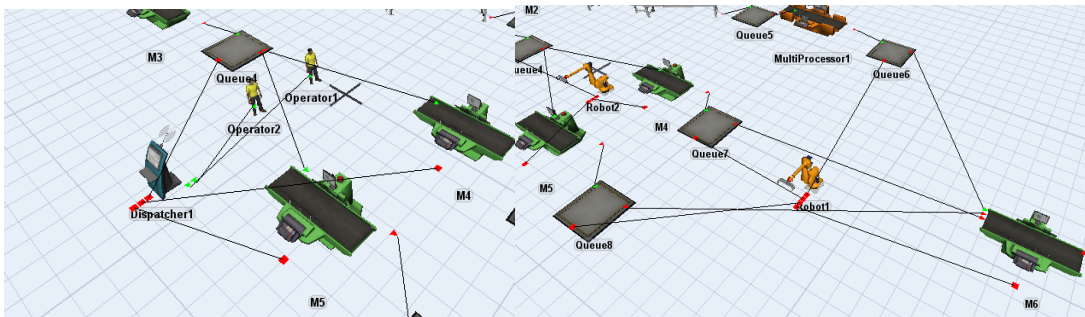 M3
Queue4
Operator1
Operator2
M4
Dispatcher1
M5
M2
Queue5
MultiProcessor1
Queue6
ueue4
Robot2
M4
Queue7
M5
Robot1
Queue8
M6